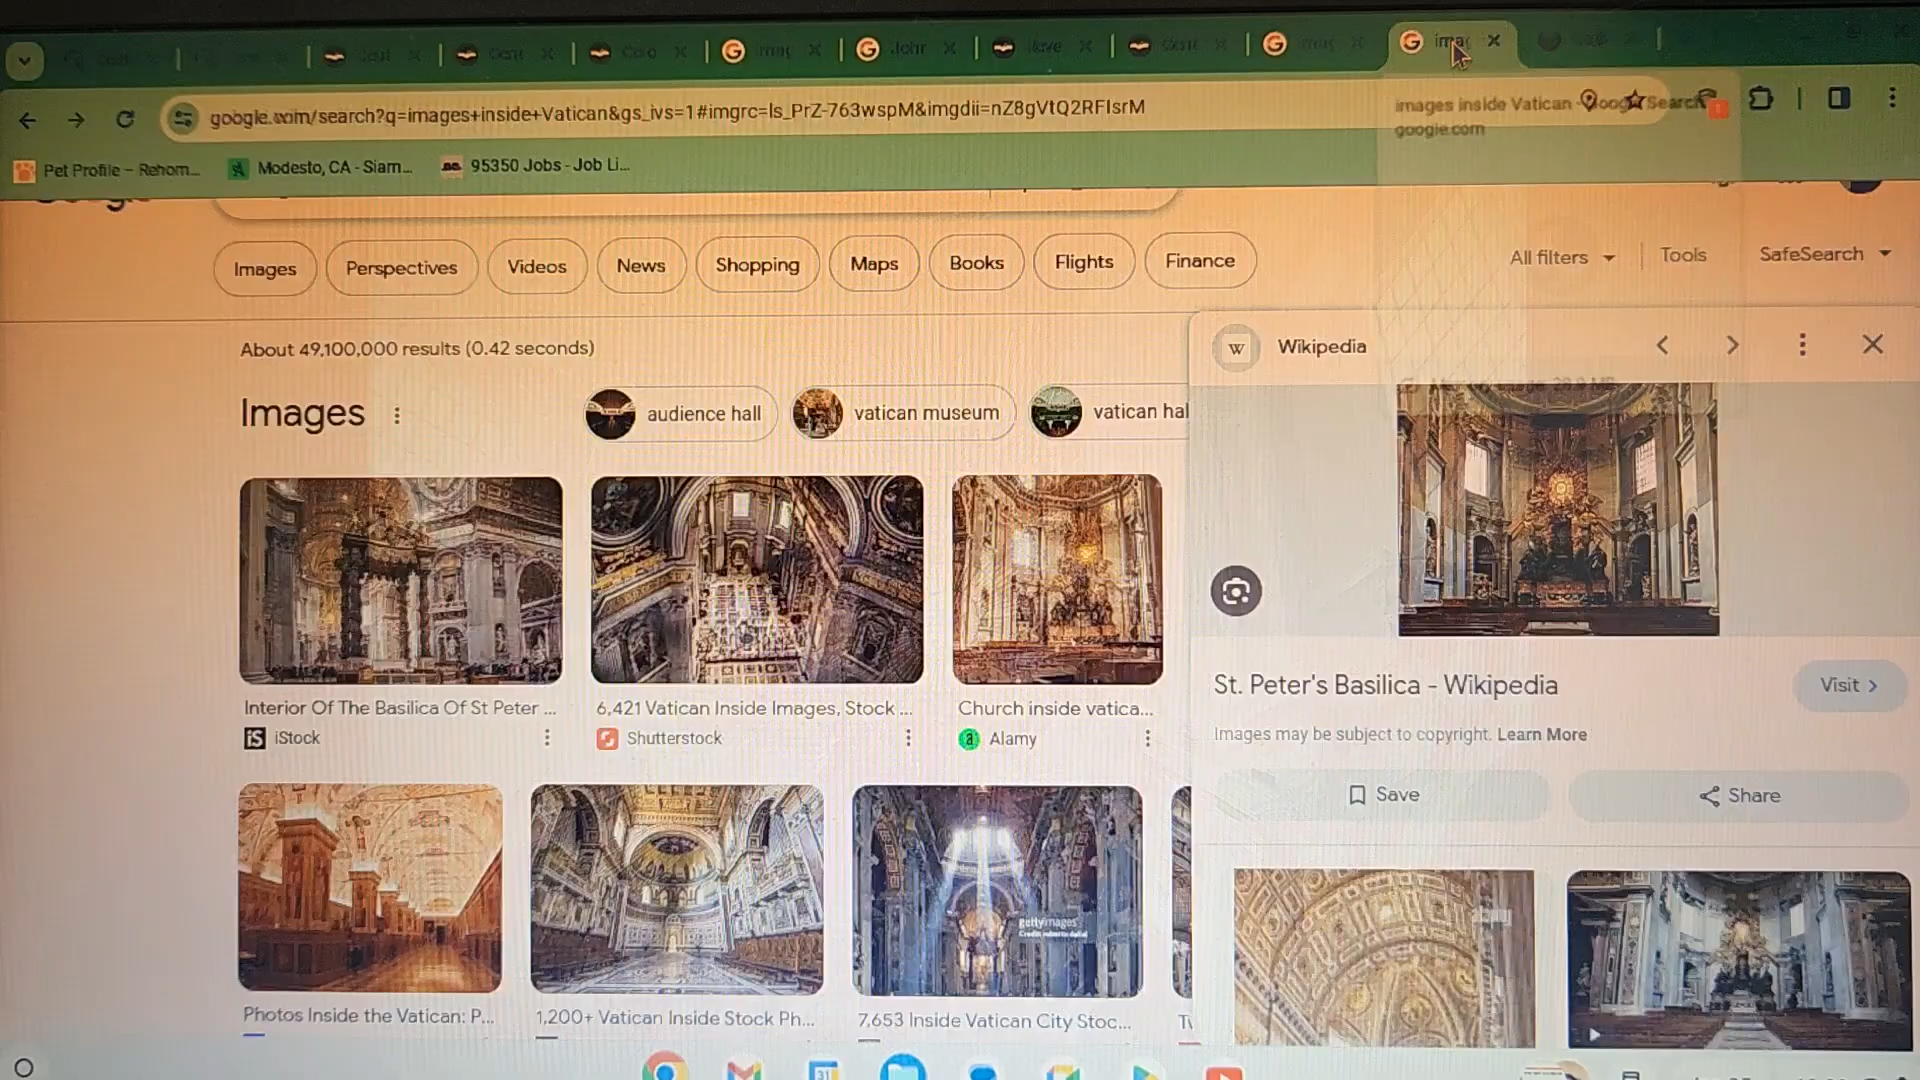 google.com/search?q=images+inside+Vatican&gs_ivs=1#imgrc=ls_PrZ-763wspM&imgdii=nZ8gVtQ2RFIsrM
images inside Vatican - Google Search
google.com
Pet Profile – Rehom...
Modesto, CA - Siam...
95350 Jobs - Job Li...
Images
Perspectives
Videos
News
Shopping
Maps
Books
Flights
Finance
All filters
Tools
SafeSearch
About 49,100,000 results (0.42 seconds)
W
Wikipedia
Images
audience hall
vatican museum
vatican hal
Interior Of The Basilica Of St Peter ...
iS iStock
6,421 Vatican Inside Images, Stock ...
Shutterstock
Church inside vatica...
a Alamy
St. Peter's Basilica - Wikipedia
Visit >
Images may be subject to copyright. Learn More
Save
Share
gettyimages
Photos Inside the Vatican: P...
1,200+ Vatican Inside Stock Ph...
7,653 Inside Vatican City Stoc...
31